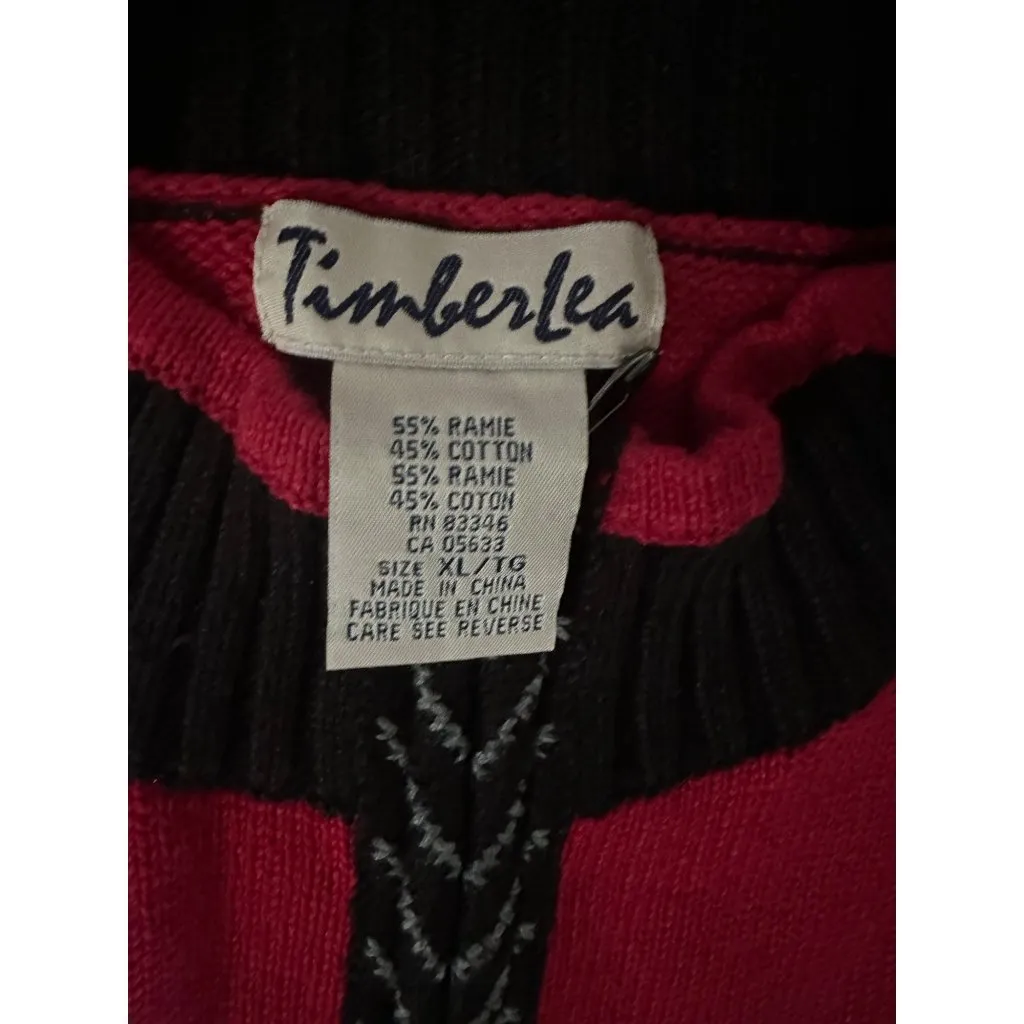 TimberLea
55% RAMIE
45% COTTON
55% RAMIE
45% COTON
RN 83346
CA 05633
SIZE XL/TG
MADE IN CHINA
FABRIQUE EN CHINE
CARE SEE REVERSE